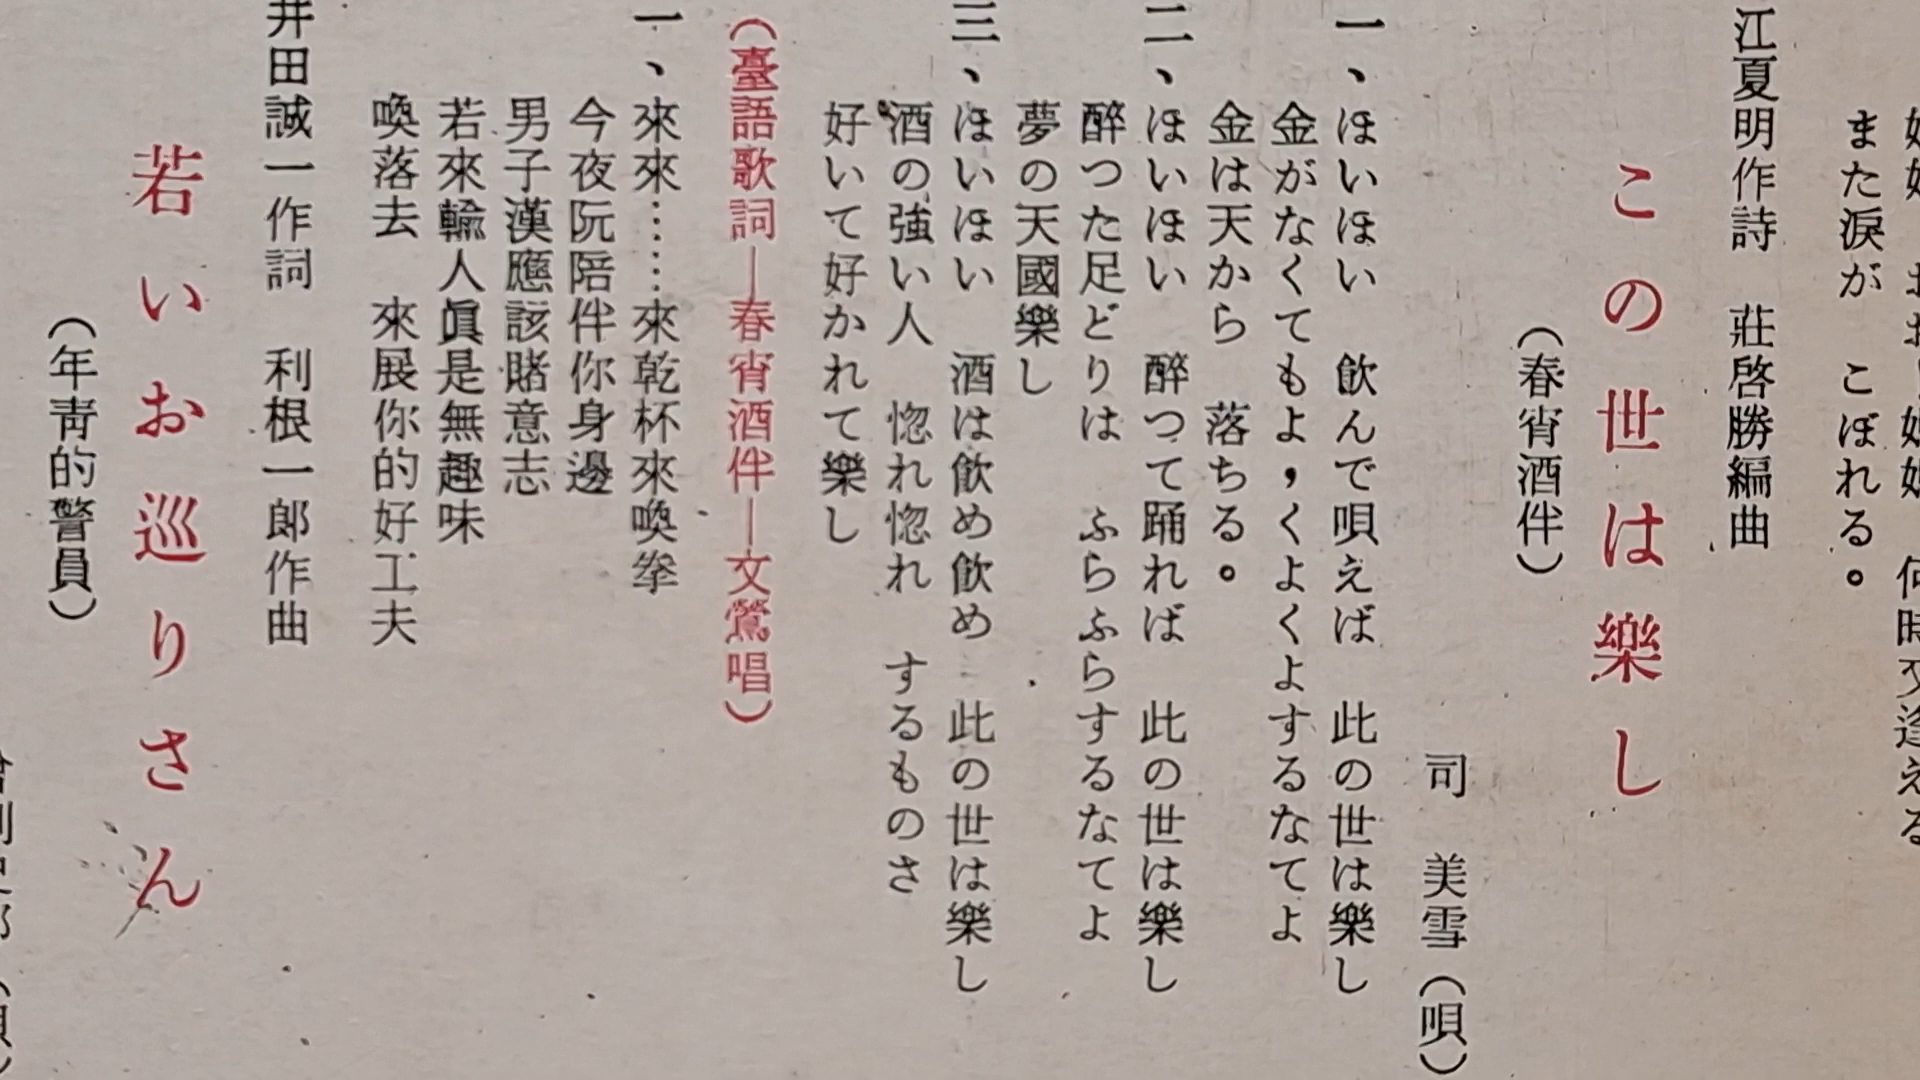 また涙が　こぼれる。
江夏明作詩　莊啓勝編曲
この世は樂し
（春宵酒伴）
司　美雪（唄）
一、ほいほい　飲んで唄えば　此の世は樂し
金がなくてもよ，くよくよするなてよ
金は天から　落ちる。
二、ほいほい　醉つて踊れば　此の世は樂し
醉つた足どりは　ふらふらするなてよ
夢の天國樂し
三、ほいほい　酒は飲め飲め　此の世は樂し
酒の強い人　惚れ惚れ　するものさ
好いて好かれて樂し
（臺語歌詞—春宵酒伴—文鶯唱）
一、來來……來乾杯來喚拳
今夜阮陪伴你身邊
男子漢應該賭意志
若來輸人眞是無趣味
喚落去　來展你的好工夫
井田誠一作詞　利根一郎作曲
若いお巡りさん
（年靑的警員）